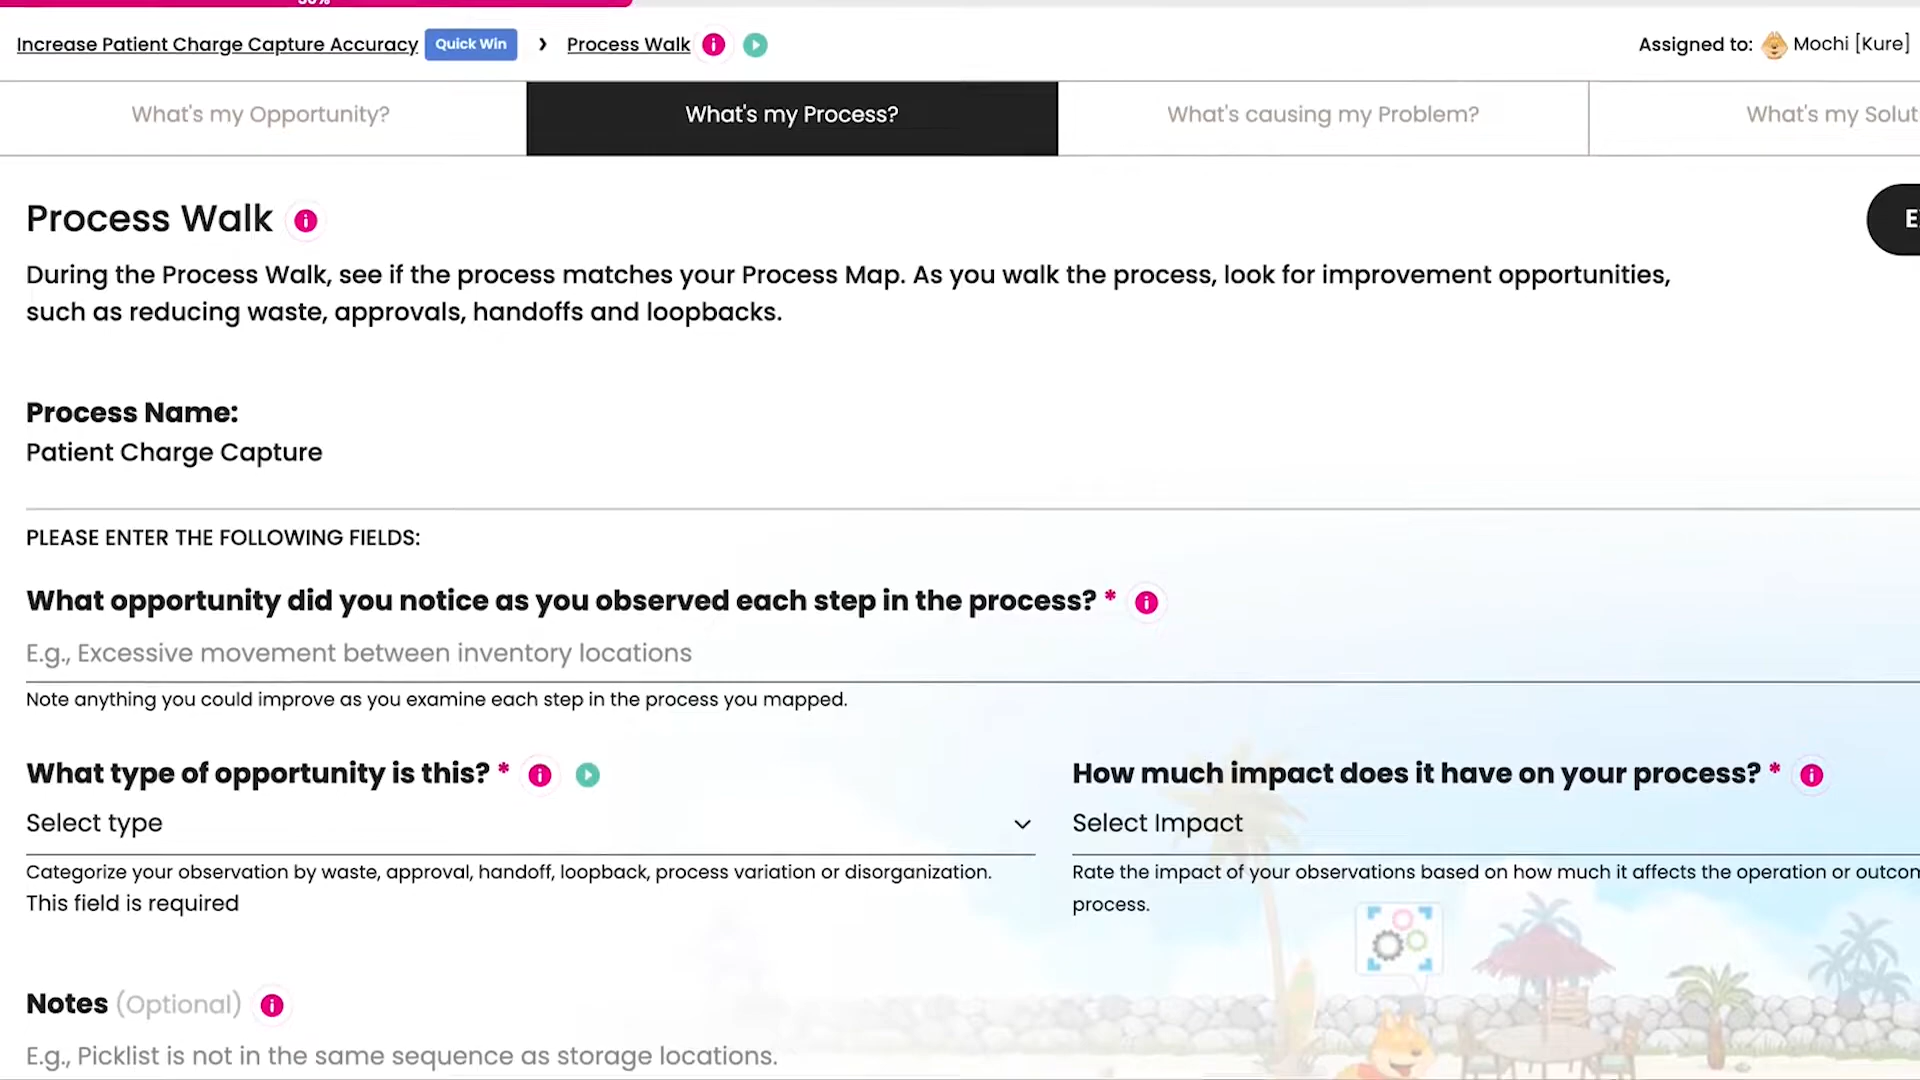 Increase Patient Charge Capture Accuracy Quick Win › Process Walk Assigned to: Mochi [Kure]
What's my Opportunity? What's my Process? What's causing my Problem? What's my Solut
Process Walk
During the Process Walk, see if the process matches your Process Map. As you walk the process, look for improvement opportunities,
such as reducing waste, approvals, handoffs and loopbacks.
Process Name:
Patient Charge Capture
PLEASE ENTER THE FOLLOWING FIELDS:
What opportunity did you notice as you observed each step in the process? *
E.g., Excessive movement between inventory locations
Note anything you could improve as you examine each step in the process you mapped.
What type of opportunity is this? * How much impact does it have on your process? *
Select type Select Impact
Categorize your observation by waste, approval, handoff, loopback, process variation or disorganization. Rate the impact of your observations based on how much it affects the operation or outcom
This field is required process.
Notes (Optional)
E.g., Picklist is not in the same sequence as storage locations.